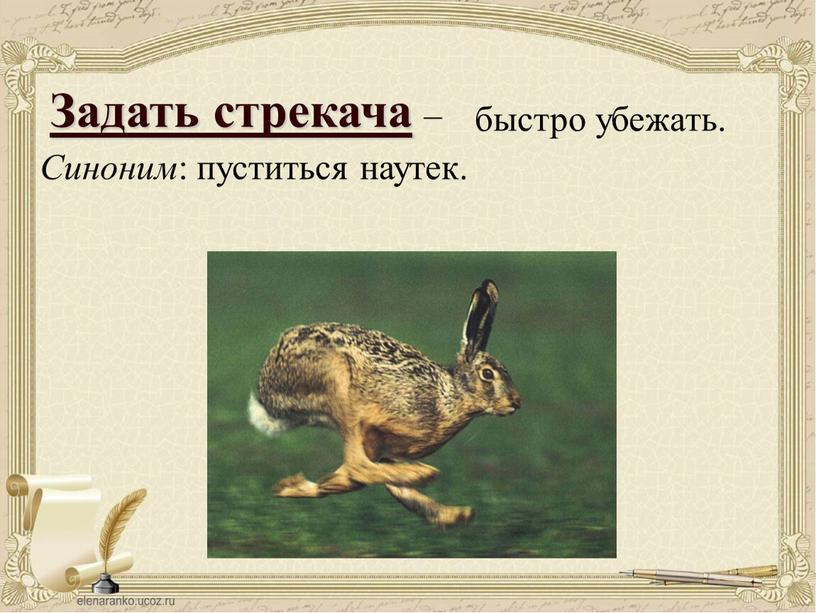 Задать стрекача – быстро убежать.
Синоним: пуститься наутек.
elenaranko.ucoz.ru